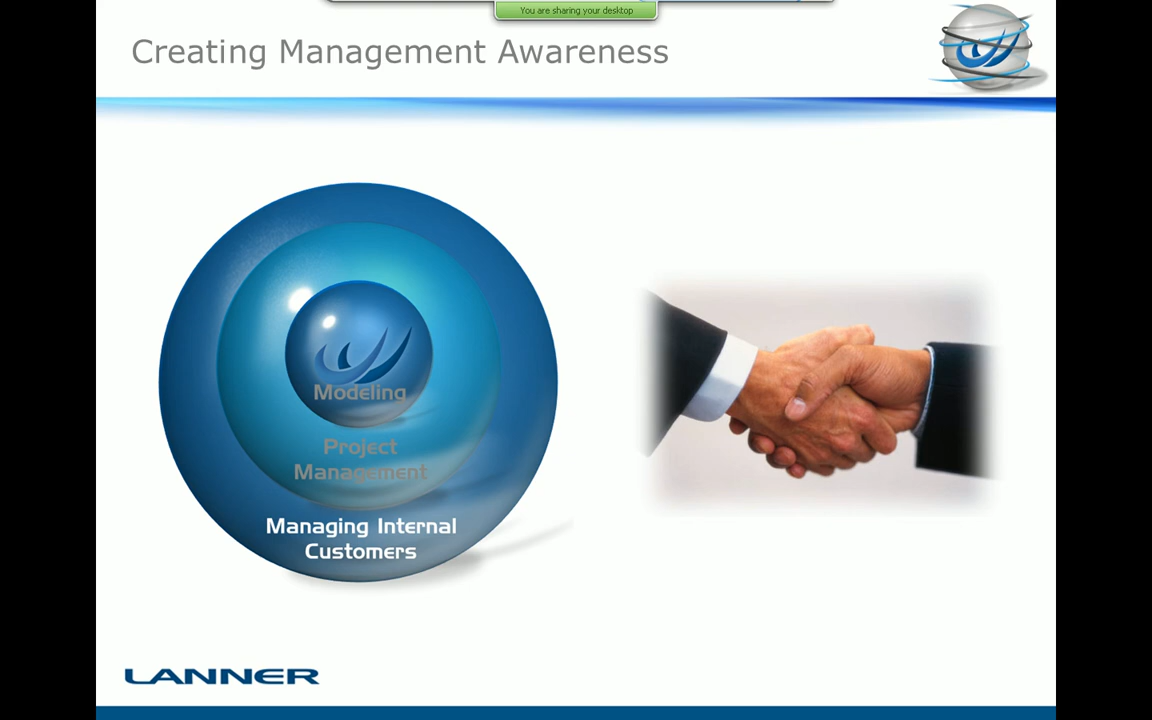 You are sharing your desktop
Creating Management Awareness
Modeling
Project
Management
Managing Internal
Customers
LANNER